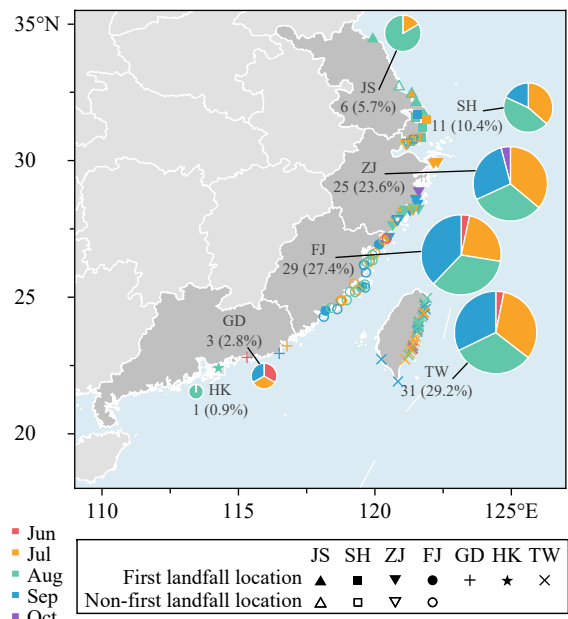 35°N
JS
6 (5.7%)
SH
11 (10.4%)
30
ZJ
25 (23.6%)
FJ
29 (27.4%)
25
GD
3 (2.8%)
TW
31 (29.2%)
HK
1 (0.9%)
20
110 115 120 125°E
Jun
Jul
Aug
Sep
Oct
JS SH ZJ FJ GD HK TW
First landfall location
Non-first landfall location